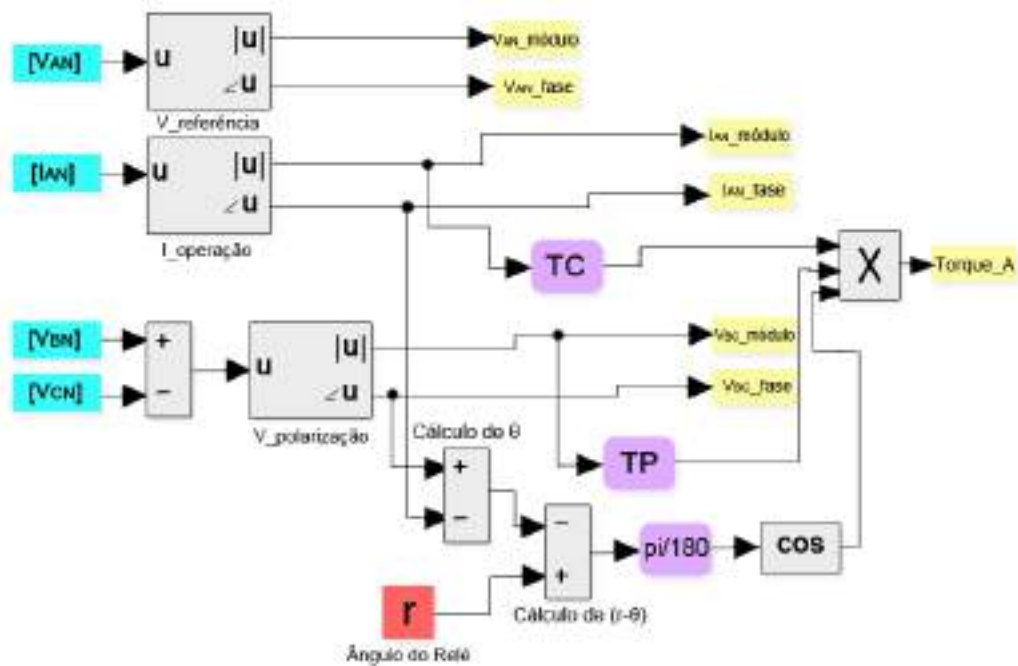 [VAN]
u
|u|
∠u
V_referência
VAN_módulo
VAN_fase
[IAN]
u
|u|
∠u
I_operação
IAN_módulo
IAN_fase
TC
X
Torque_A
[VBN]
[VCN]
+
−
u
|u|
∠u
V_polarização
VBC_módulo
VBC_fase
Cálculo de θ
+
−
TP
−
+
Cálculo de (r-θ)
pi/180
cos
r
Ângulo do Relé